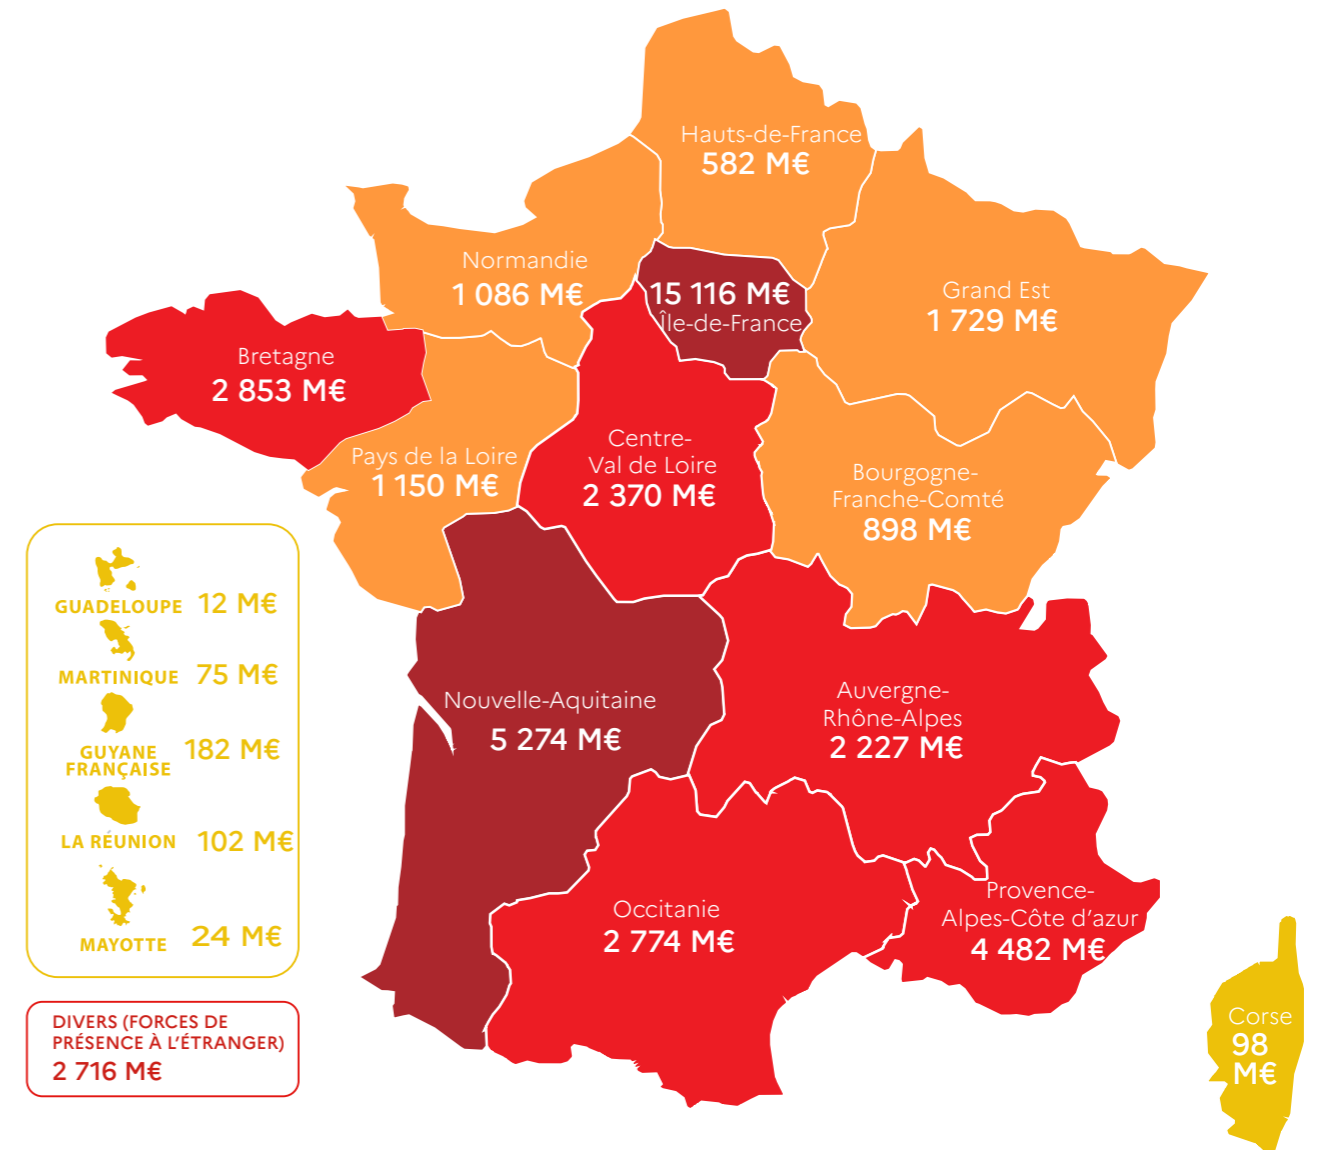 Hauts-de-France
582 M€
Normandie
1 086 M€
15 116 M€
Île-de-France
Grand Est
1 729 M€
Bretagne
2 853 M€
Pays de la Loire
1 150 M€
Centre-
Val de Loire
2 370 M€
Bourgogne-
Franche-Comté
898 M€
Nouvelle-Aquitaine
5 274 M€
Auvergne-
Rhône-Alpes
2 227 M€
Occitanie
2 774 M€
Provence-
Alpes-Côte d'azur
4 482 M€
Corse
98
M€
GUADELOUPE 12 M€
MARTINIQUE 75 M€
GUYANE
FRANÇAISE 182 M€
LA RÉUNION 102 M€
MAYOTTE 24 M€
DIVERS (FORCES DE
PRÉSENCE À L'ÉTRANGER)
2 716 M€